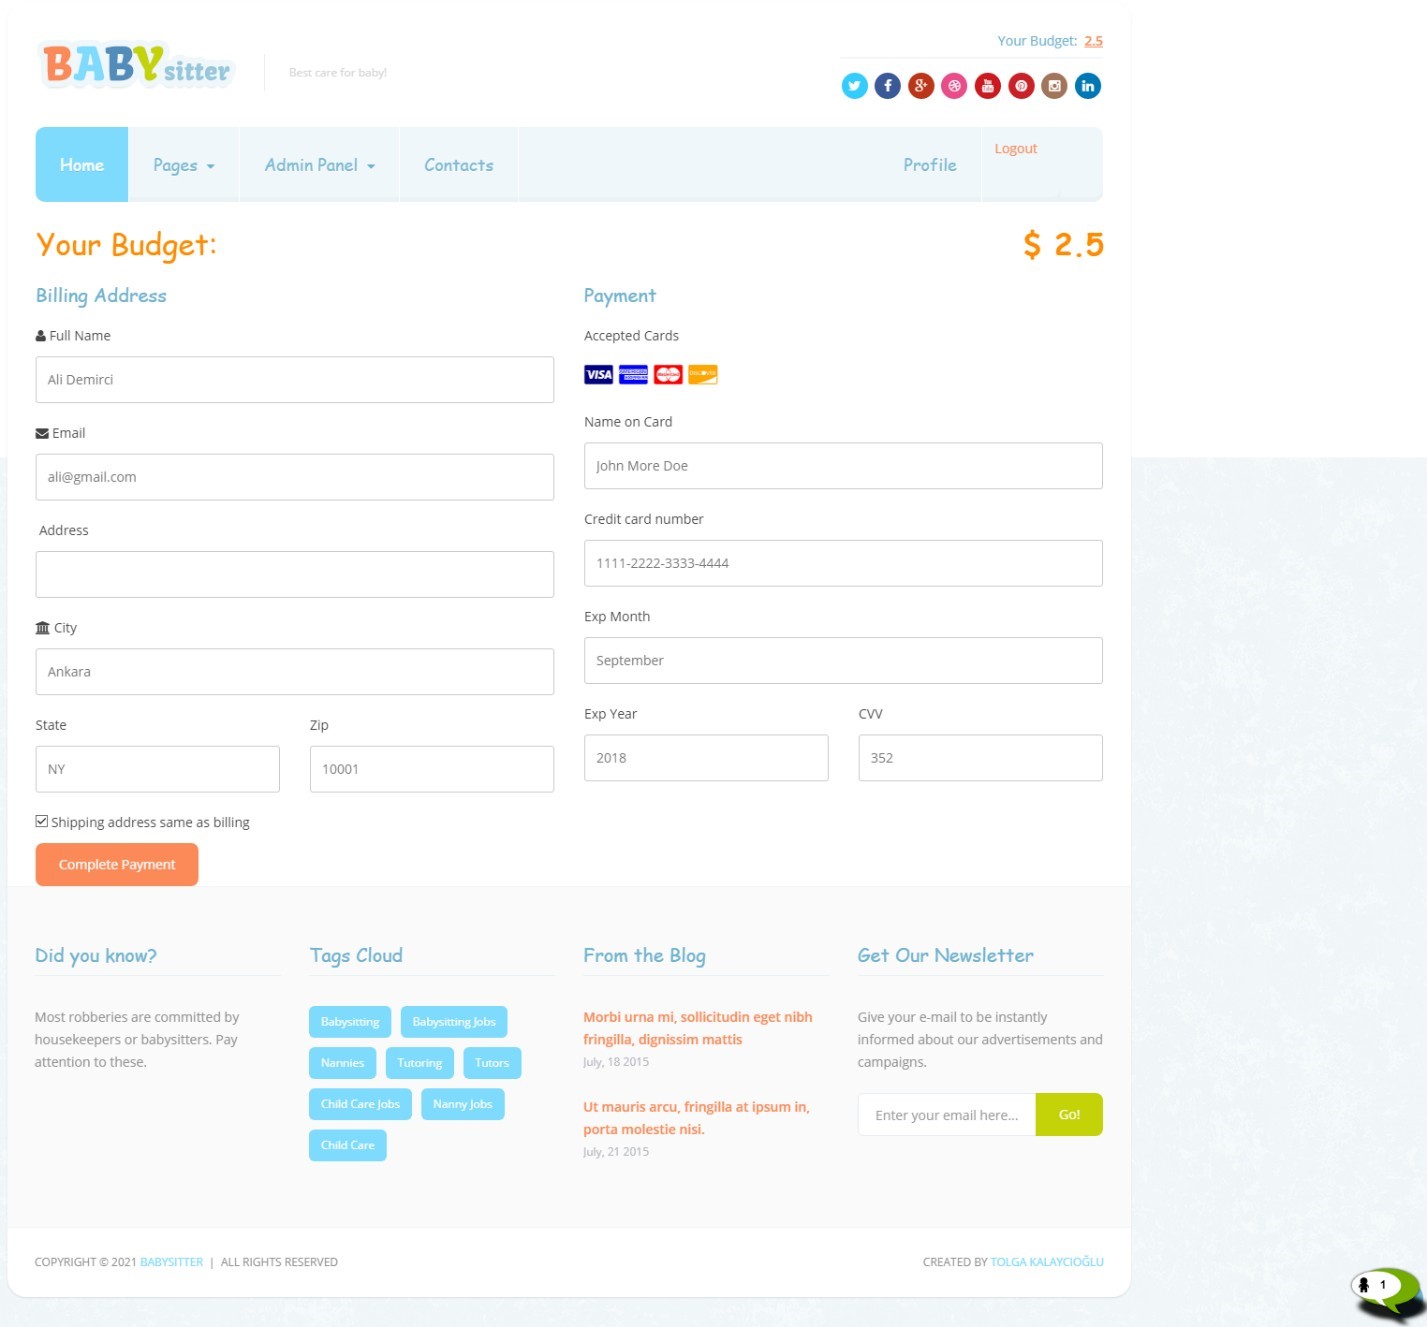 BABY sitter
Best care for baby!
Your Budget: 2.5
Home
Pages
Admin Panel
Contacts
Profile
Logout
Your Budget:
$ 2.5
Billing Address
Full Name
Ali Demirci
Email
ali@gmail.com
Address
City
Ankara
State
Zip
NY
10001
Shipping address same as billing
Complete Payment
Payment
Accepted Cards
VISA
DISCOVER
Name on Card
John More Doe
Credit card number
1111-2222-3333-4444
Exp Month
September
Exp Year
CVV
2018
352
Did you know?
Most robberies are committed by
housekeepers or babysitters. Pay
attention to these.
Tags Cloud
Babysitting
Babysitting Jobs
Nannies
Tutoring
Tutors
Child Care Jobs
Nanny Jobs
Child Care
From the Blog
Morbi urna mi, sollicitudin eget nibh
fringilla, dignissim mattis
July, 18 2015
Ut mauris arcu, fringilla at ipsum in,
porta molestie nisi.
July, 21 2015
Get Our Newsletter
Give your e-mail to be instantly
informed about our advertisements and
campaigns.
Enter your email here...
Go!
COPYRIGHT © 2021 BABYSITTER | ALL RIGHTS RESERVED
CREATED BY TOLGA KALAYCIOĞLU
1